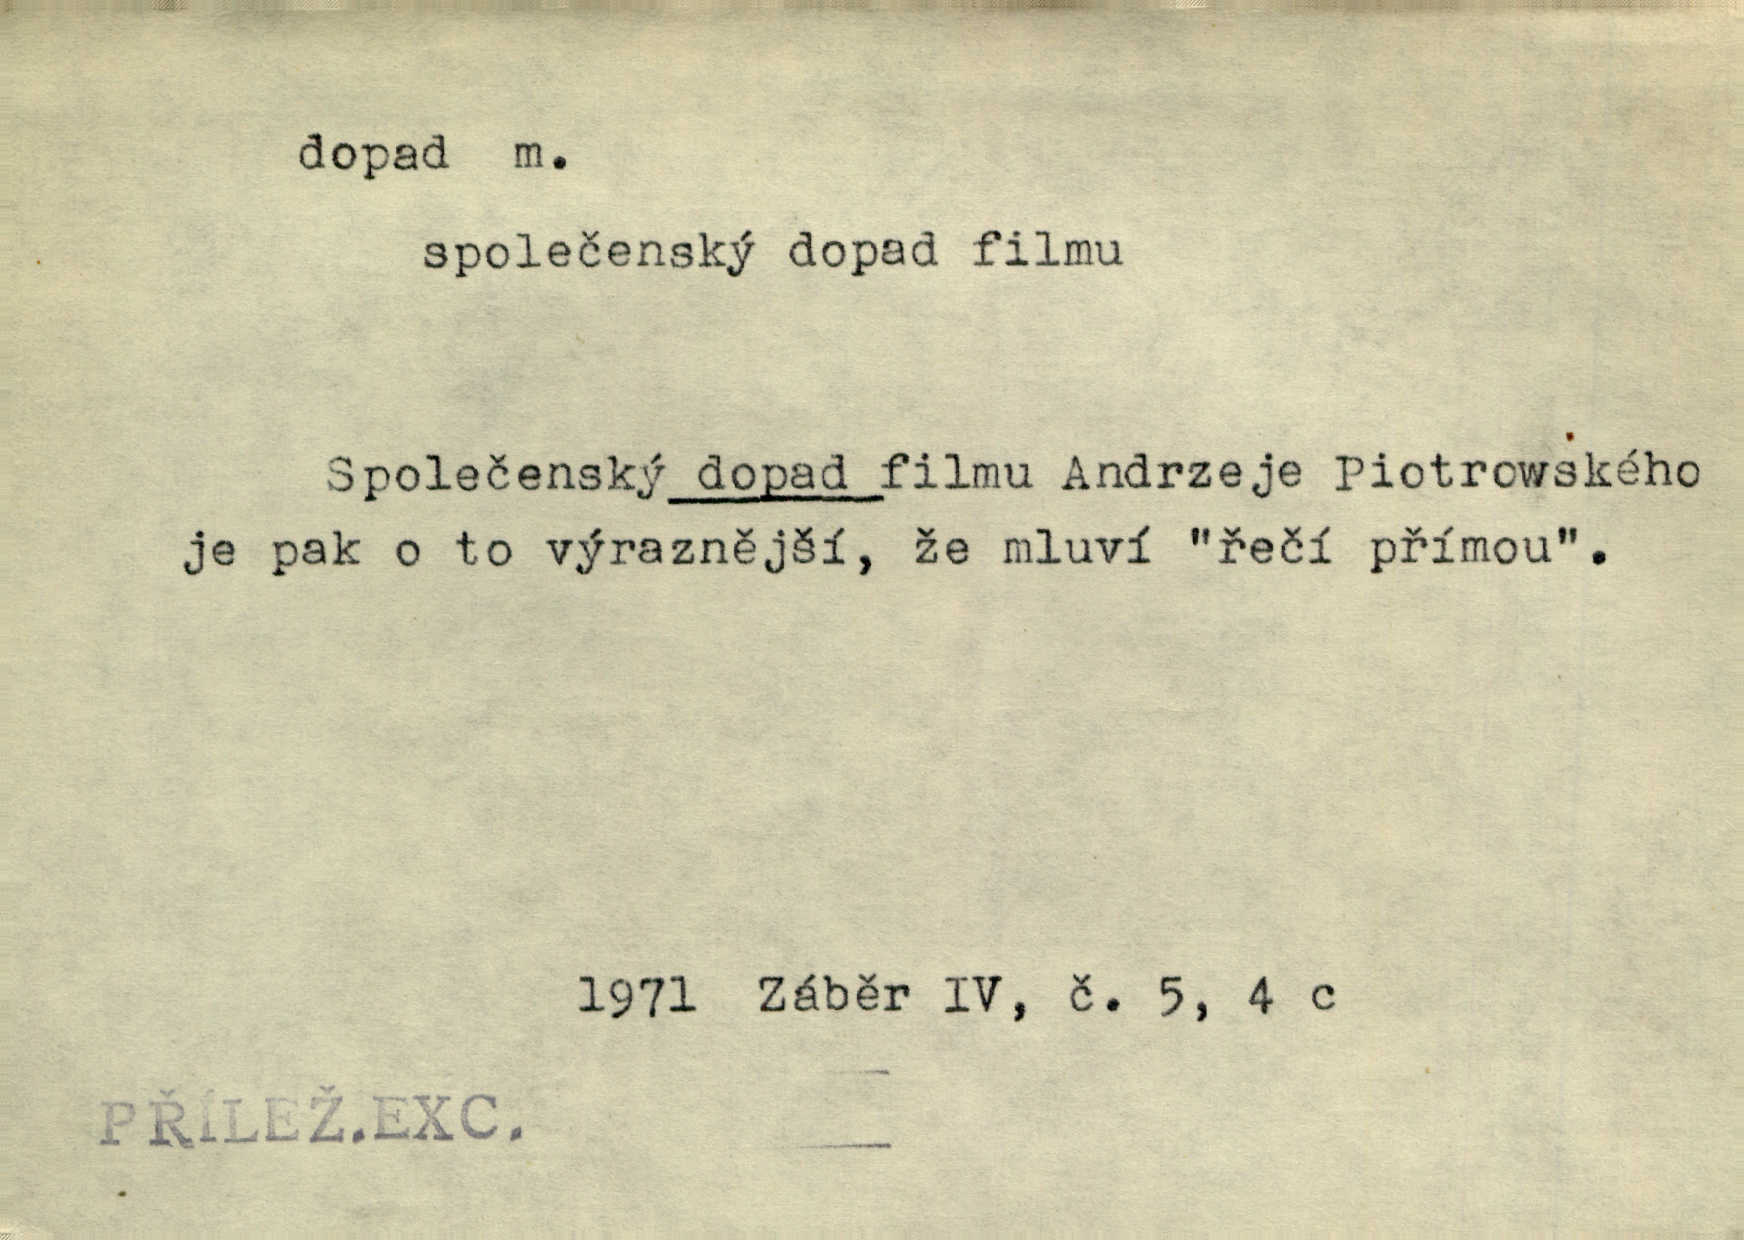 dopad m.
společenský dopad filmu
Společenský dopad filmu Andrzeje Piotrowského
je pak o to výraznější, že mluví "řečí přímou".
1971 Záběr IV, č. 5, 4 c
PŘÍLEŽ.EXC.